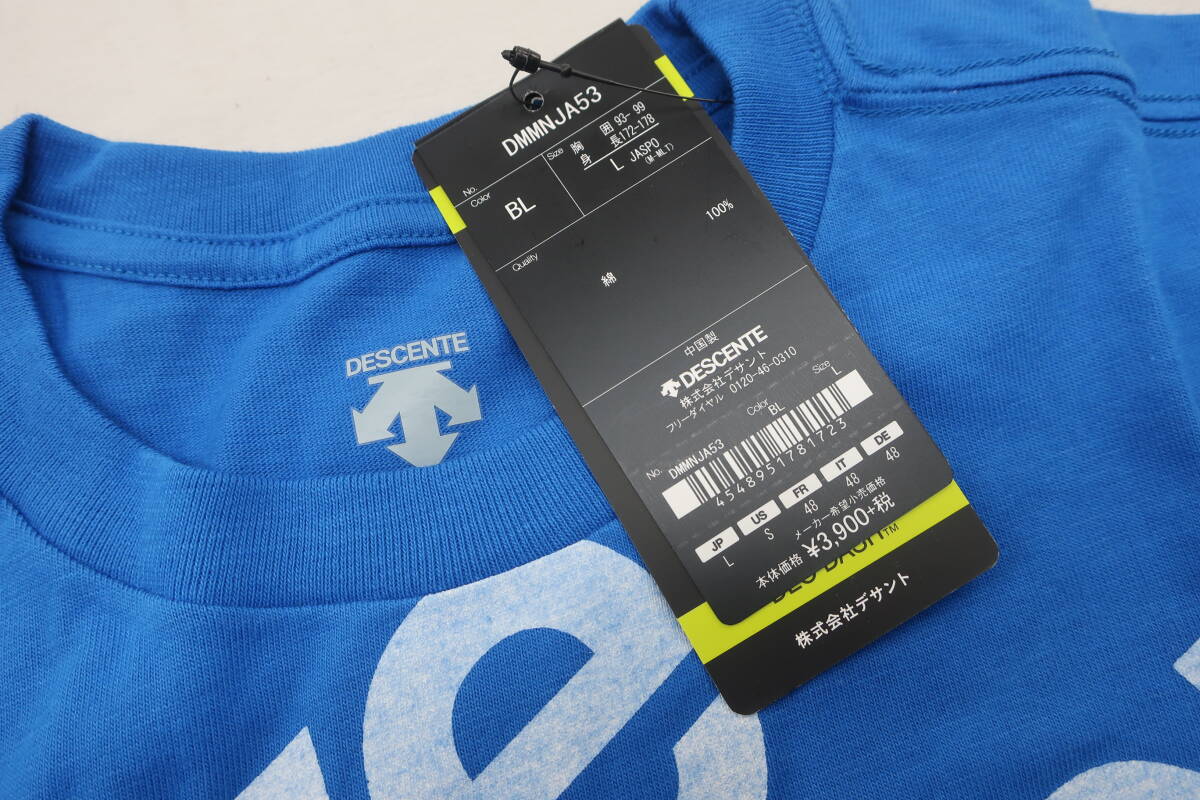 No. DMMNJA53
Color BL
Size 胸囲 93-99
身長 172-178
L JASPO
(M-MLT)
Quality
綿 100%
中国製
DESCENTE
株式会社デサント
フリーダイヤル 0120-46-0310
No. DMMNJA53 Color BL Size L
4548951781723
JP US FR IT DE
L S 48 48 48
メーカー希望小売価格
本体価格 ¥3,900+税
株式会社デサント
DESCENTE
e